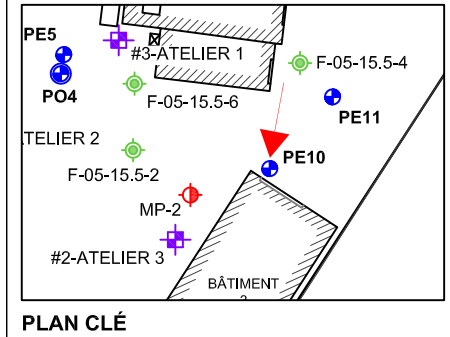 PE5
#3-ATELIER 1
F-05-15.5-4
PO4
F-05-15.5-6
PE11
TELIER 2
F-05-15.5-2
PE10
MP-2
#2-ATELIER 3
BÂTIMENT
PLAN CLÉ